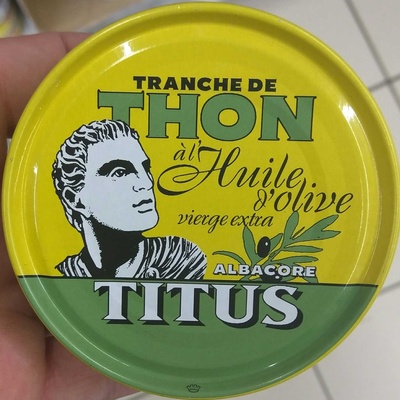 TRANCHE DE
THON
à l'Huile
d'olive
vierge extra
ALBACORE
TITUS